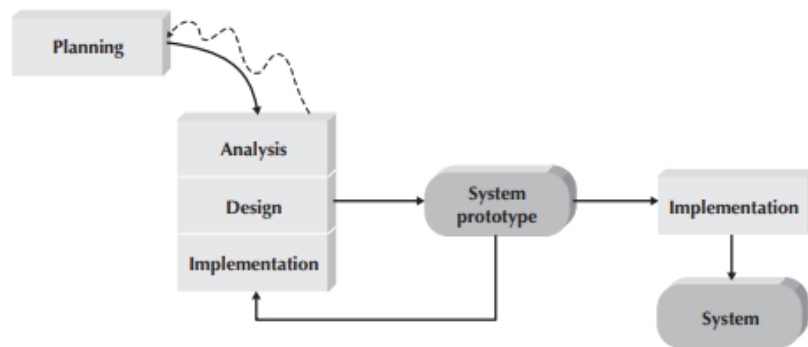 Planning
Analysis
Design
Implementation
System
prototype
Implementation
System